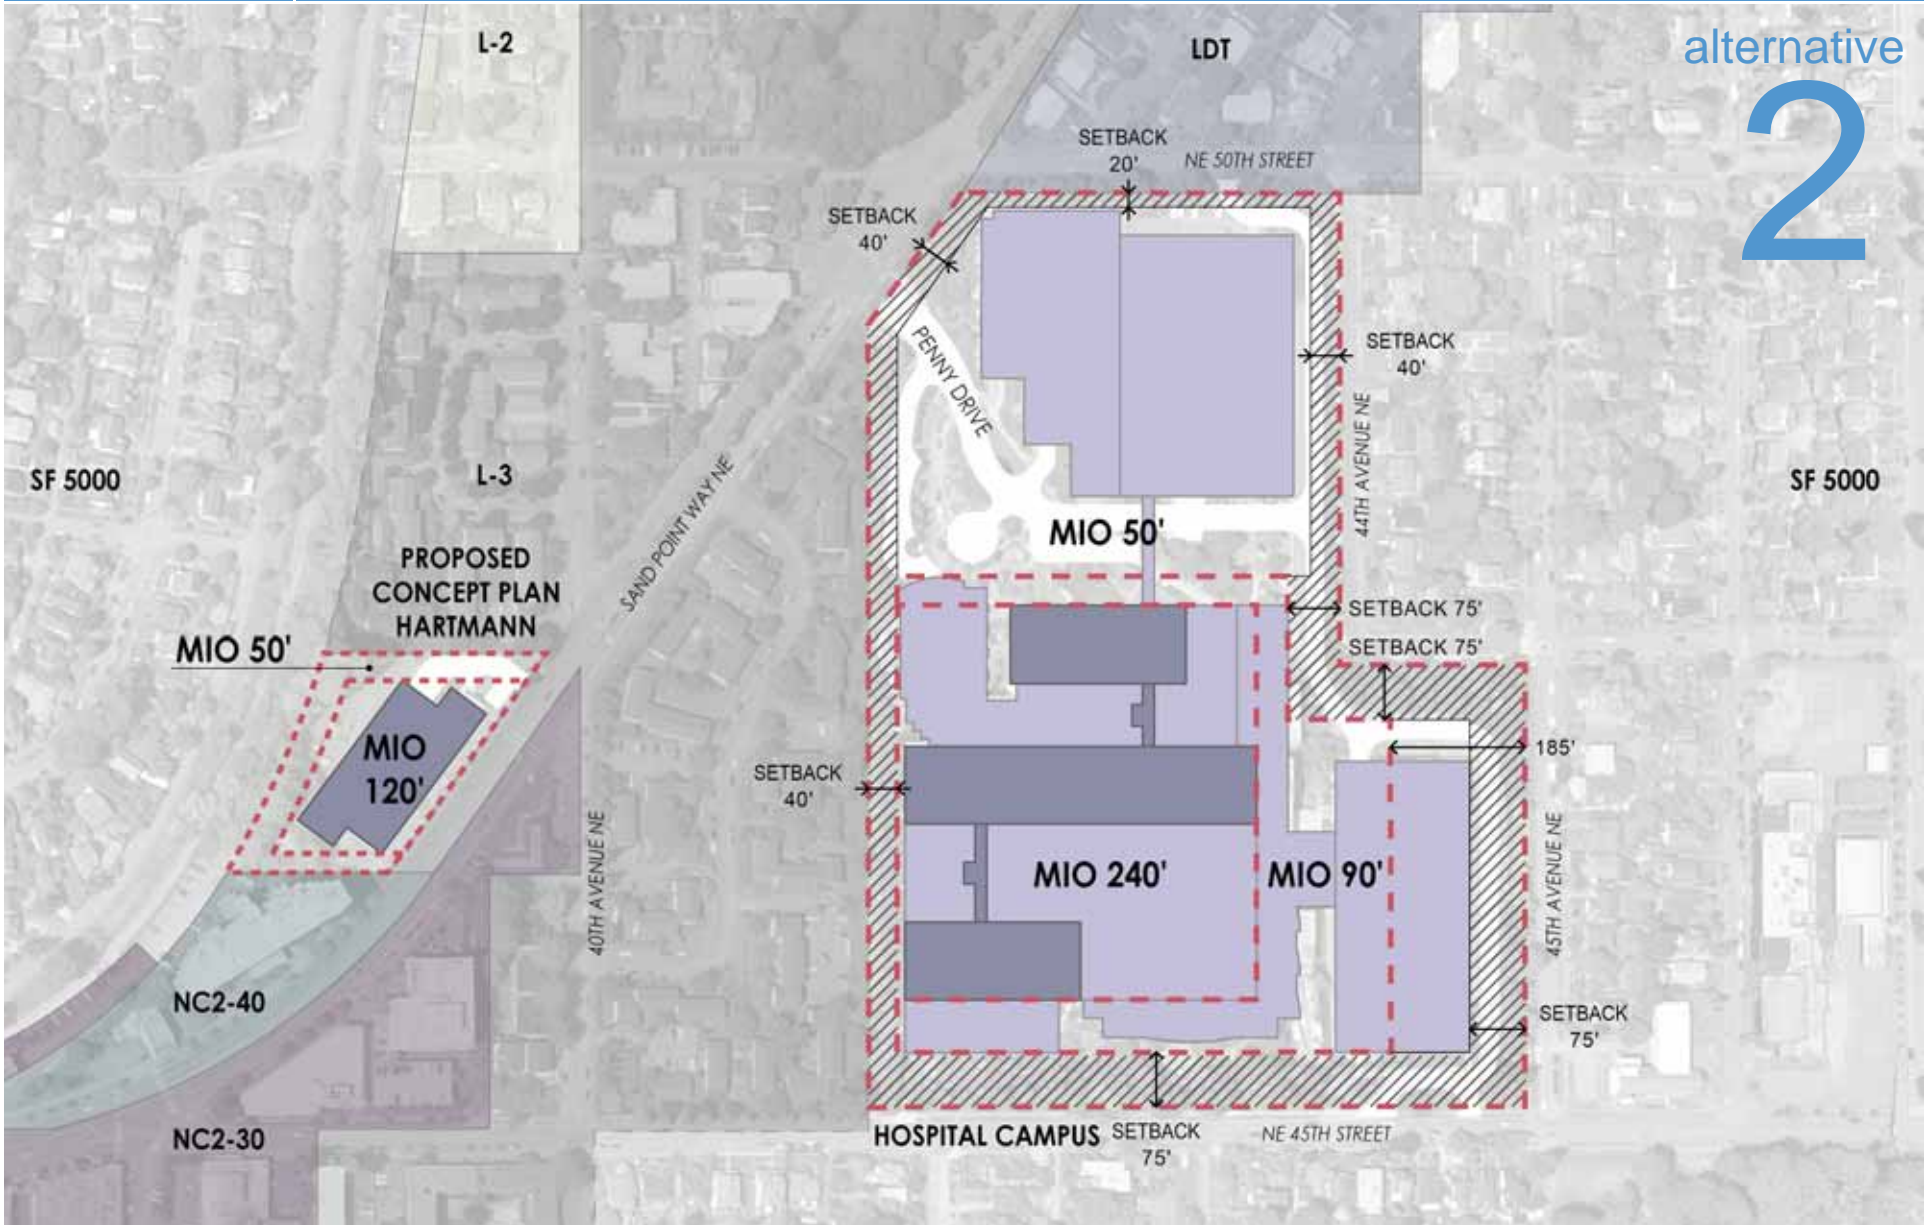 alternative
2
L-2
LDT
SETBACK
20'
NE 50TH STREET
SETBACK
40'
PENNY DRIVE
SETBACK
40'
44TH AVENUE NE
SF 5000
L-3
SF 5000
SAND POINT WAY NE
MIO 50'
PROPOSED
CONCEPT PLAN
HARTMANN
MIO 50'
SETBACK 75'
SETBACK 75'
MIO
120'
185'
SETBACK
40'
40TH AVENUE NE
MIO 240'
MIO 90'
45TH AVENUE NE
NC2-40
SETBACK
75'
NC2-30
HOSPITAL CAMPUS
SETBACK
75'
NE 45TH STREET